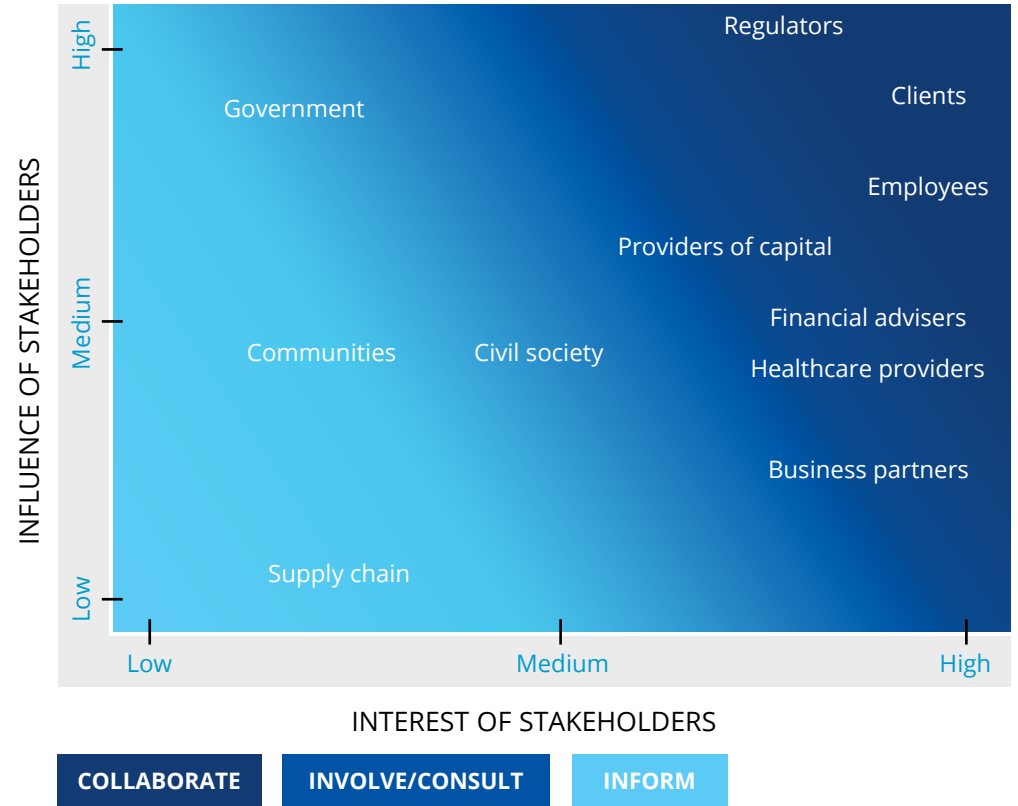 Regulators
High
Clients
Government
Employees
Providers of capital
INFLUENCE OF STAKEHOLDERS
Medium
Financial advisers
Communities
Civil society
Healthcare providers
Business partners
Supply chain
Low
Low
Medium
High
INTEREST OF STAKEHOLDERS
COLLABORATE
INVOLVE/CONSULT
INFORM